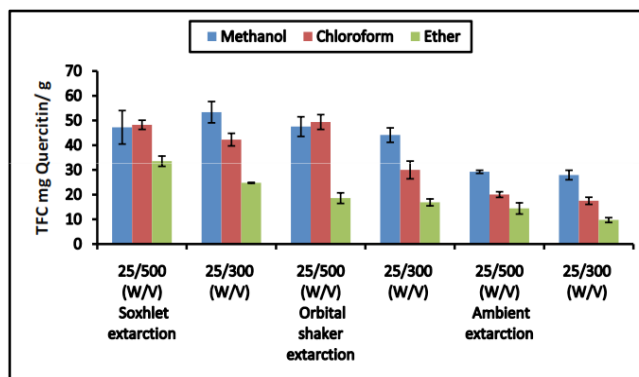 Methanol Chloroform Ether
TFC mg Quercitin/ g
70
60
50
40
30
20
10
0
25/500 25/300 25/500 25/300 25/500 25/300
(W/V) (W/V) (W/V) (W/V) (W/V) (W/V)
Soxhlet Orbital Ambient
extarction shaker extarction
extarction